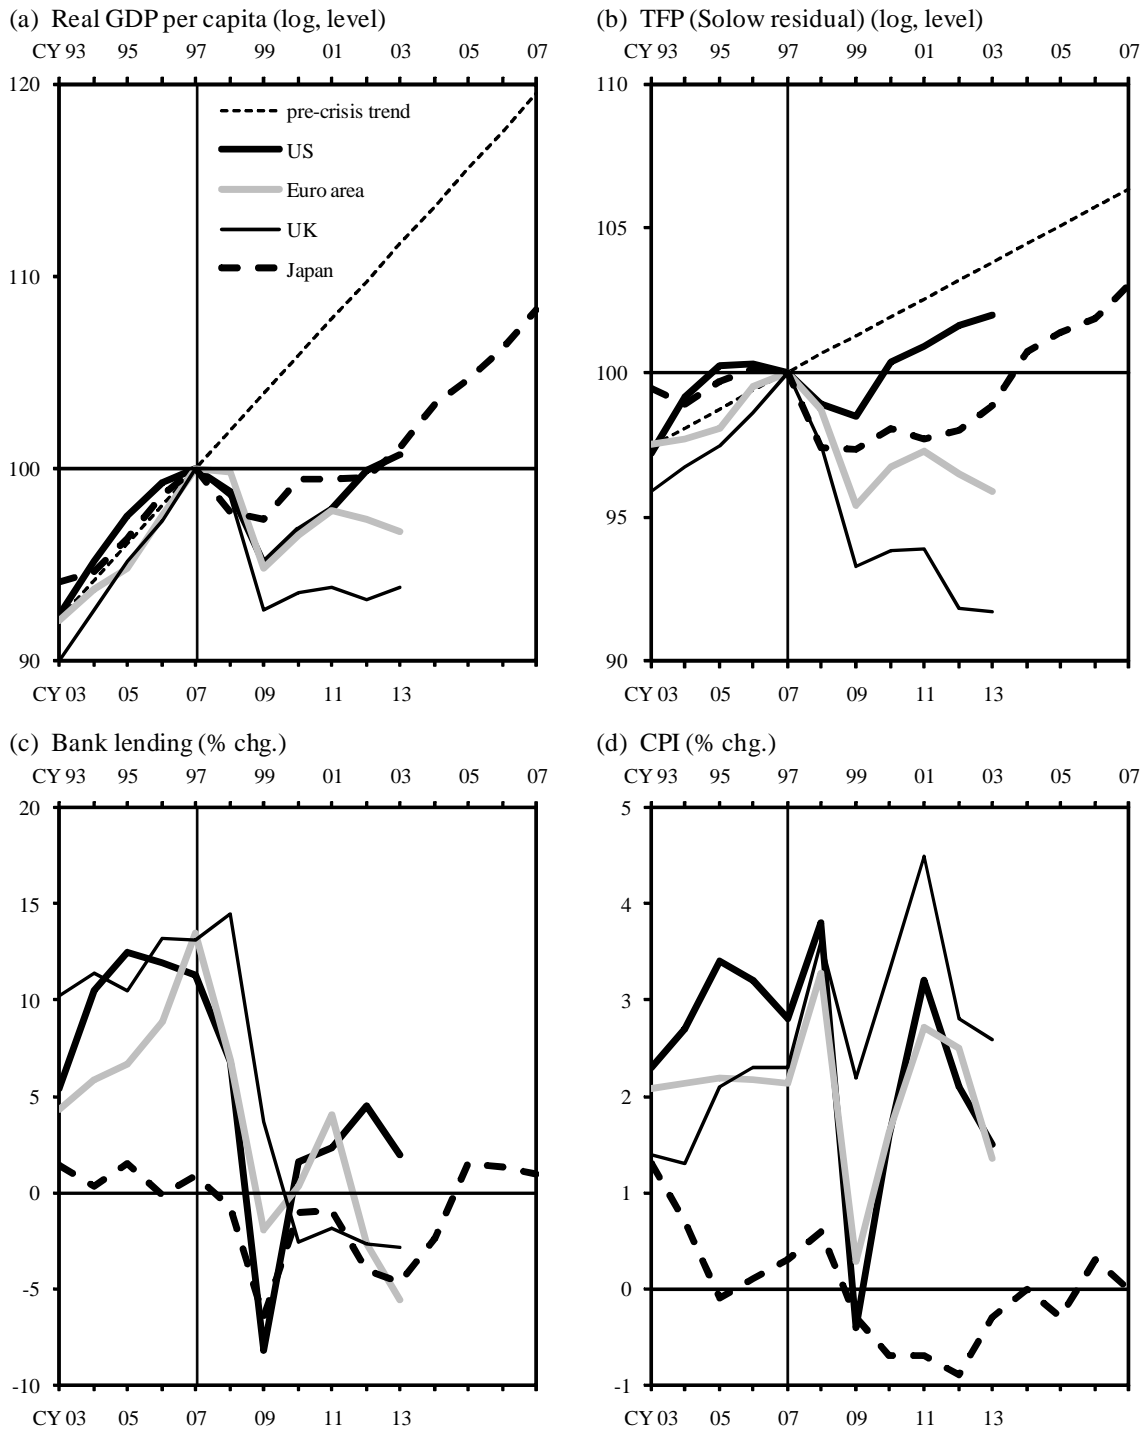 (a) Real GDP per capita (log, level)
CY 93 95 97 99 01 03 05 07
120
110
100
90
pre-crisis trend
US
Euro area
UK
Japan
CY 03 05 07 09 11 13
(b) TFP (Solow residual) (log, level)
CY 93 95 97 99 01 03 05 07
110
105
100
95
90
CY 03 05 07 09 11 13
(c) Bank lending (% chg.)
CY 93 95 97 99 01 03 05 07
20
15
10
5
0
-5
-10
CY 03 05 07 09 11 13
(d) CPI (% chg.)
CY 93 95 97 99 01 03 05 07
5
4
3
2
1
0
-1
CY 03 05 07 09 11 13